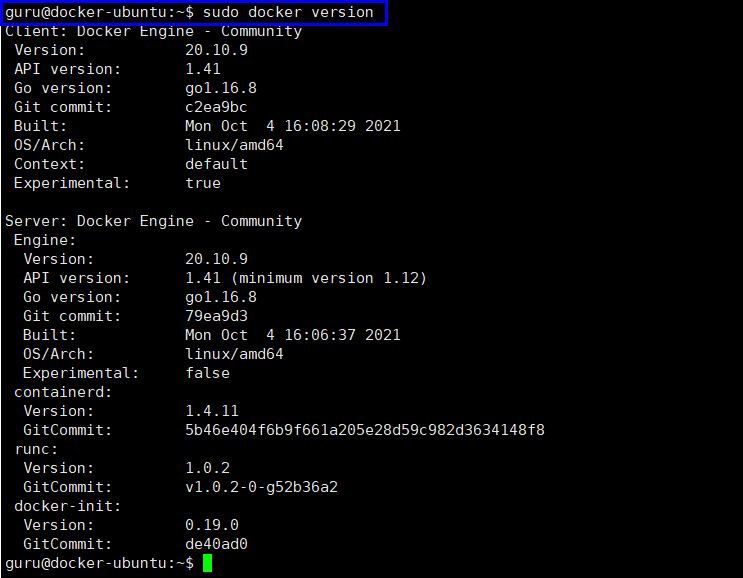 guru@docker-ubuntu:~$ sudo docker version
Client: Docker Engine - Community
 Version:           20.10.9
 API version:       1.41
 Go version:        go1.16.8
 Git commit:        c2ea9bc
 Built:             Mon Oct  4 16:08:29 2021
 OS/Arch:           linux/amd64
 Context:           default
 Experimental:      true

Server: Docker Engine - Community
 Engine:
  Version:          20.10.9
  API version:      1.41 (minimum version 1.12)
  Go version:       go1.16.8
  Git commit:       79ea9d3
  Built:            Mon Oct  4 16:06:37 2021
  OS/Arch:          linux/amd64
  Experimental:     false
 containerd:
  Version:          1.4.11
  GitCommit:        5b46e404f6b9f661a205e28d59c982d3634148f8
 runc:
  Version:          1.0.2
  GitCommit:        v1.0.2-0-g52b36a2
 docker-init:
  Version:          0.19.0
  GitCommit:        de40ad0
guru@docker-ubuntu:~$